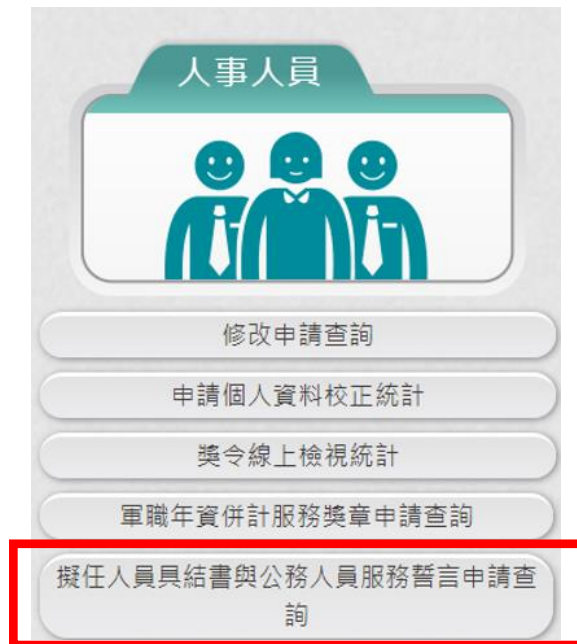 人事人員
修改申請查詢
申請個人資料校正統計
獎令線上檢視統計
軍職年資併計服務獎章申請查詢
擬任人員具結書與公務人員服務誓言申請查
詢